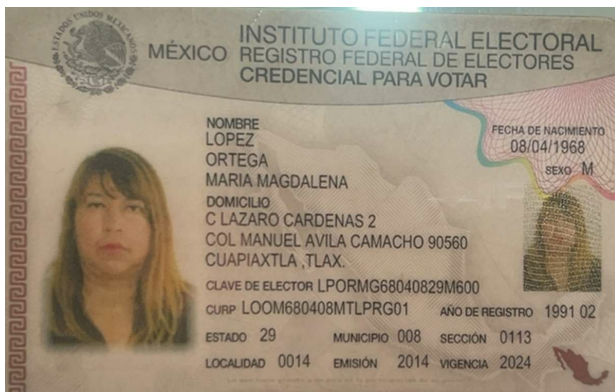 ESTADOS UNIDOS MEXICANOS
MÉXICO
INSTITUTO FEDERAL ELECTORAL
REGISTRO FEDERAL DE ELECTORES
CREDENCIAL PARA VOTAR
NOMBRE
LOPEZ
ORTEGA
MARIA MAGDALENA
FECHA DE NACIMIENTO
08/04/1968
SEXO M
DOMICILIO
C LAZARO CARDENAS 2
COL MANUEL AVILA CAMACHO 90560
CUAPIAXTLA ,TLAX.
CLAVE DE ELECTOR LPORMG68040829M600
CURP LOOM680408MTLPRG01 AÑO DE REGISTRO 1991 02
ESTADO 29 MUNICIPIO 008 SECCIÓN 0113
LOCALIDAD 0014 EMISIÓN 2014 VIGENCIA 2024